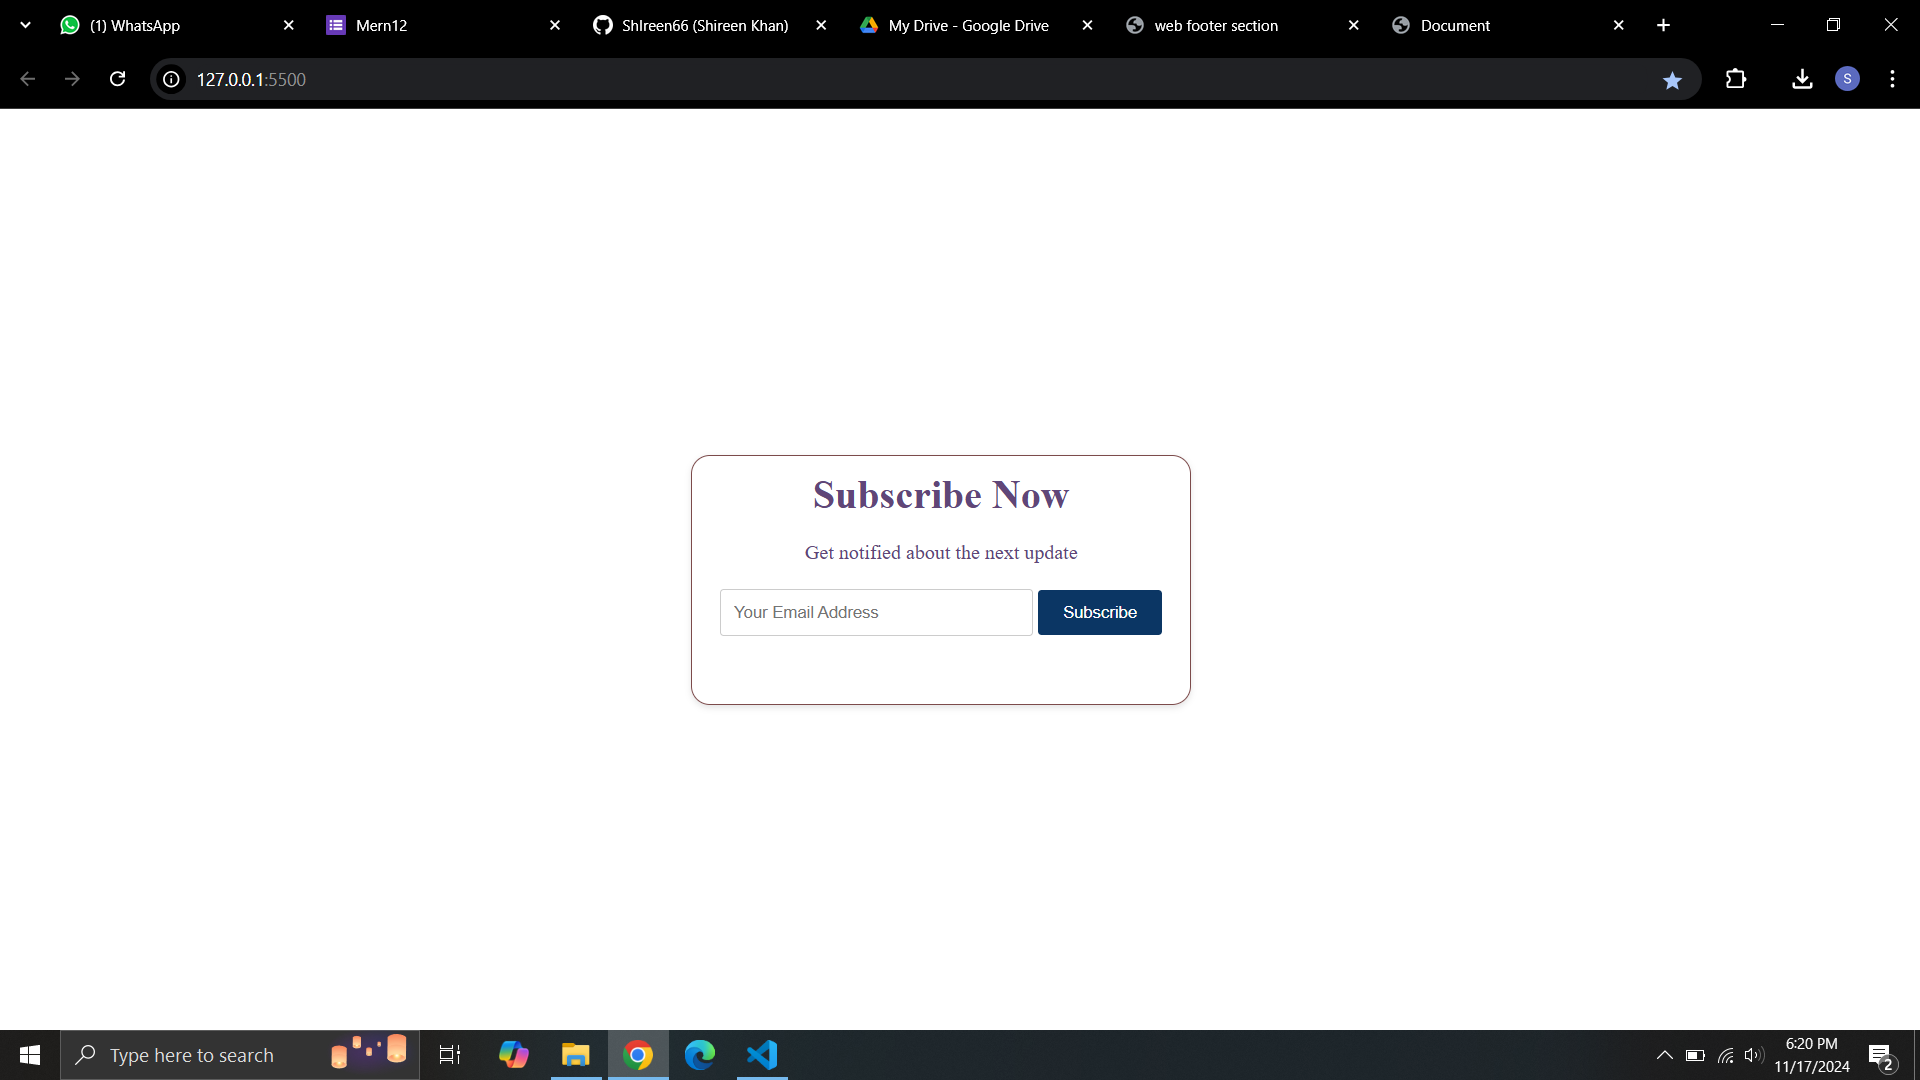 (1) WhatsApp
Mern12
ShIreen66 (Shireen Khan)
My Drive - Google Drive
web footer section
Document
127.0.0.1:5500
S
Subscribe Now
Get notified about the next update
Your Email Address
Subscribe
Type here to search
6:20 PM
11/17/2024
2